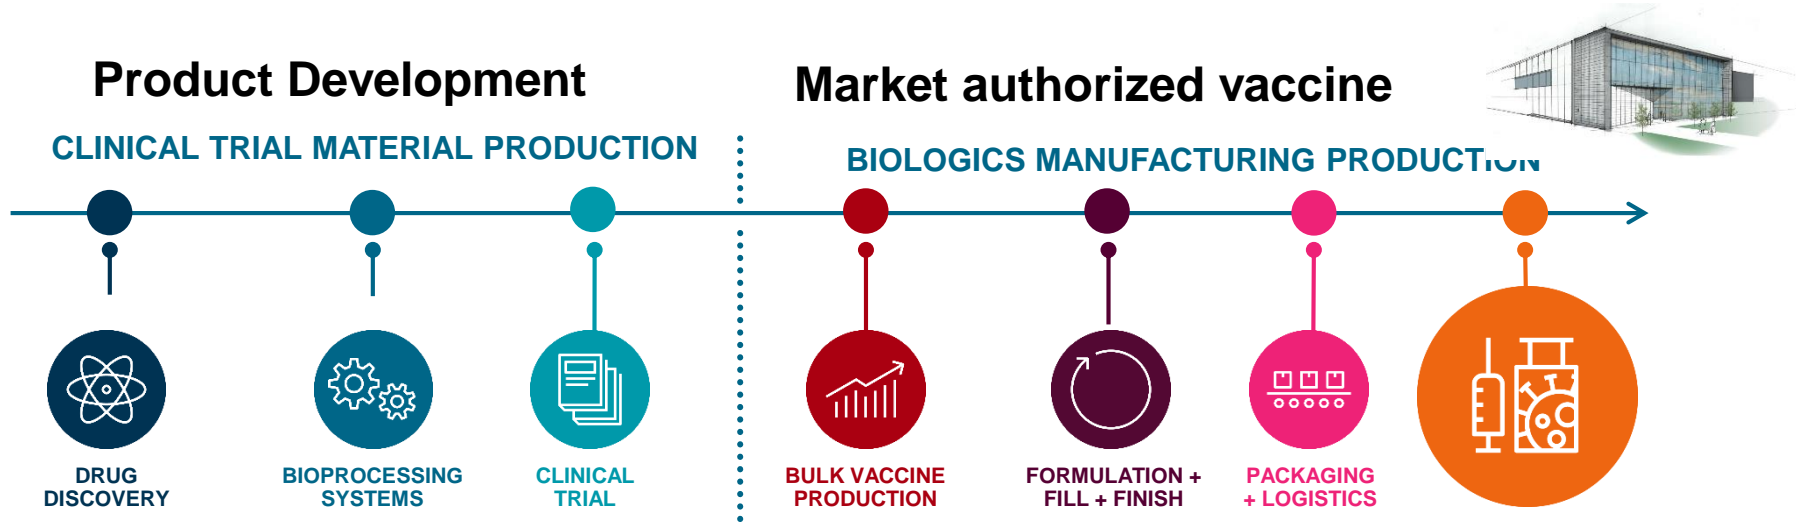 Product Development
Market authorized vaccine
CLINICAL TRIAL MATERIAL PRODUCTION
BIOLOGICS MANUFACTURING PRODUCTION
DRUG
DISCOVERY
BIOPROCESSING
SYSTEMS
CLINICAL
TRIAL
BULK VACCINE
PRODUCTION
FORMULATION +
FILL + FINISH
PACKAGING
+ LOGISTICS